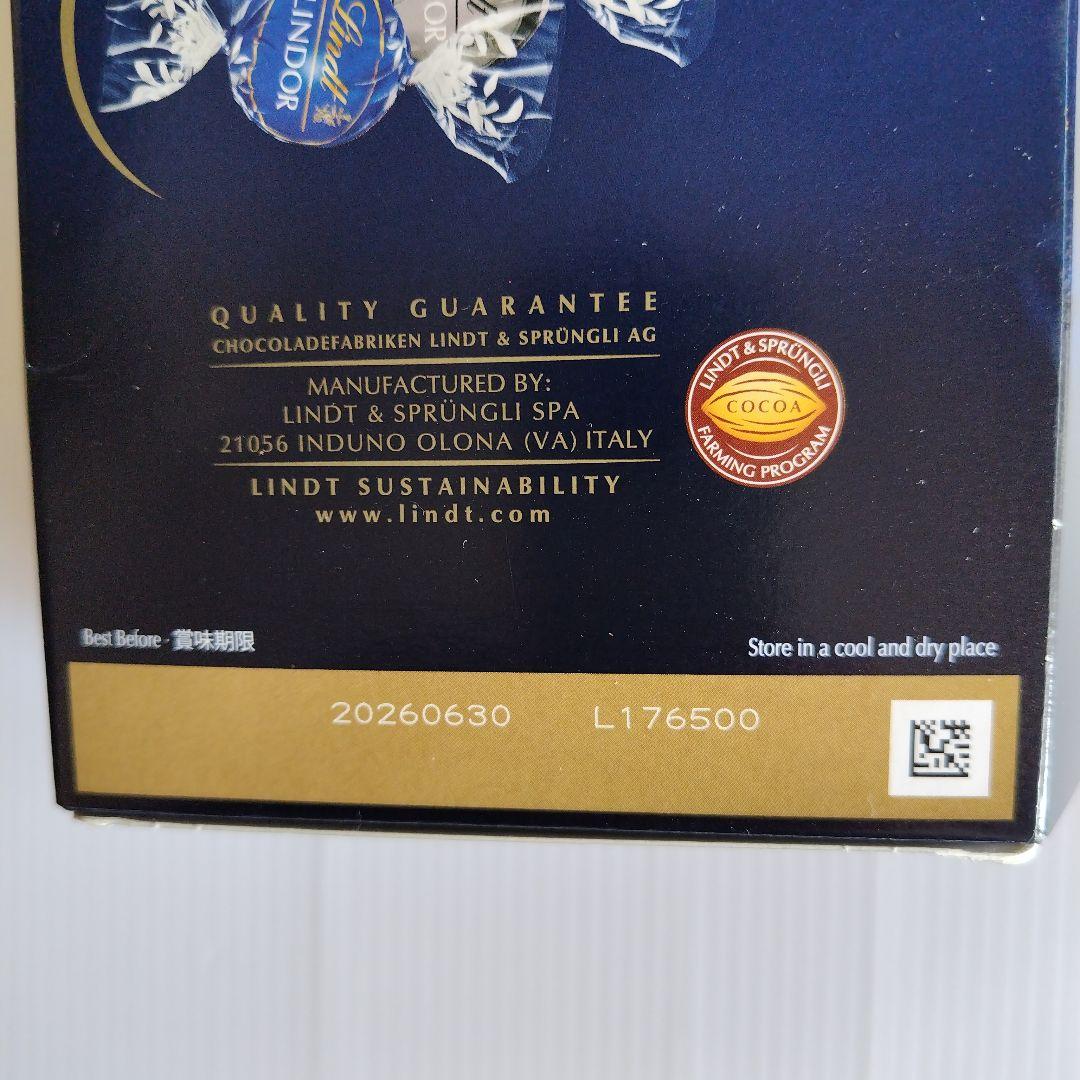 Lindt
LINDOR
QUALITY GUARANTEE
CHOCOLADEFABRIKEN LINDT & SPRÜNGLI AG
MANUFACTURED BY:
LINDT & SPRÜNGLI SPA
21056 INDUNO OLONA (VA) ITALY
LINDT SUSTAINABILITY
www.lindt.com
LINDT & SPRÜNGLI
COCOA
FARMING PROGRAM
Best Before - 賞味期限
Store in a cool and dry place
20260630 L176500